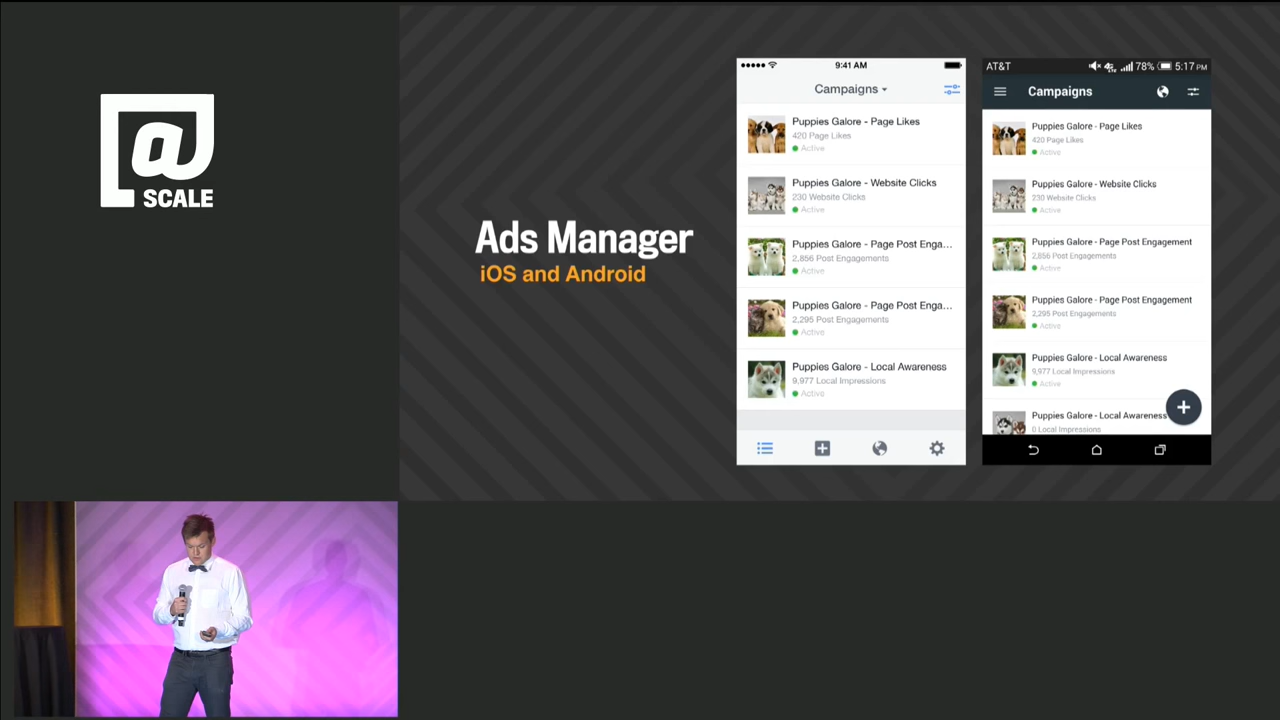 @
SCALE
Ads Manager
iOS and Android
9:41 AM
Campaigns
Puppies Galore - Page Likes
420 Page Likes
Active
Puppies Galore - Website Clicks
230 Website Clicks
Active
Puppies Galore - Page Post Enga...
2,856 Post Engagements
Active
Puppies Galore - Page Post Enga...
2,295 Post Engagements
Active
Puppies Galore - Local Awareness
9,977 Local Impressions
Active
AT&T 78% 5:17 PM
Campaigns
Puppies Galore - Page Likes
420 Page Likes
Active
Puppies Galore - Website Clicks
230 Website Clicks
Active
Puppies Galore - Page Post Engagement
2,856 Post Engagements
Active
Puppies Galore - Page Post Engagement
2,295 Post Engagements
Active
Puppies Galore - Local Awareness
9,977 Local Impressions
Active
Puppies Galore - Local Awareness
0 Local Impressions